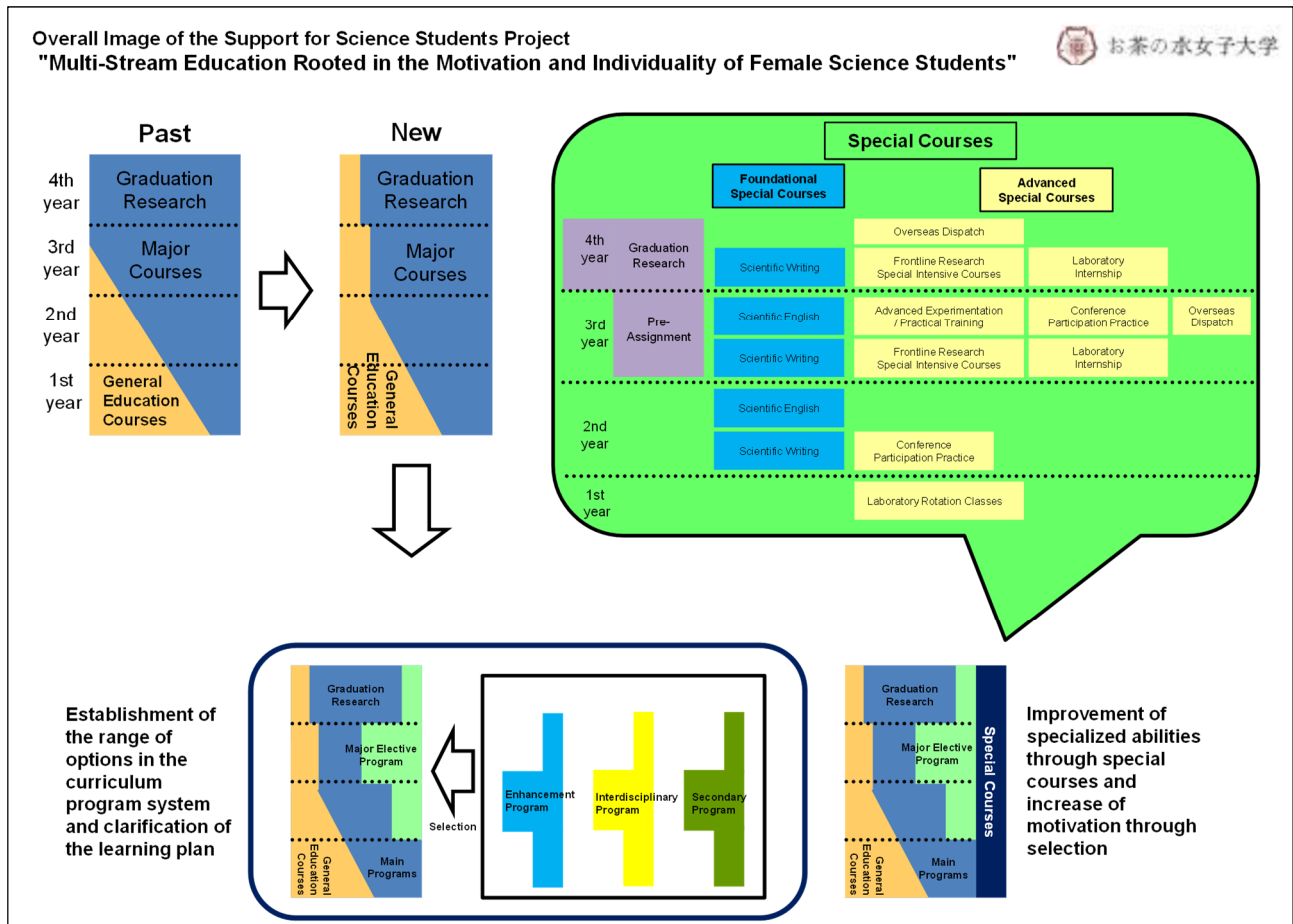 Overall Image of the Support for Science Students Project
"Multi-Stream Education Rooted in the Motivation and Individuality of Female Science Students"
お茶の水女子大学
Past
New
4th
year
3rd
year
2nd
year
1st
year
Graduation
Research
Major
Courses
General
Education
Courses
Graduation
Research
Major
Courses
General
Education
Courses
Special Courses
Foundational
Special Courses
Advanced
Special Courses
4th
year
Graduation
Research
Overseas Dispatch
Scientific Writing
Frontline Research
Special Intensive Courses
Laboratory
Internship
3rd
year
Pre-
Assignment
Scientific English
Advanced Experimentation
/ Practical Training
Conference
Participation Practice
Overseas
Dispatch
Scientific Writing
Frontline Research
Special Intensive Courses
Laboratory
Internship
2nd
year
Scientific English
Scientific Writing
Conference
Participation Practice
1st
year
Laboratory Rotation Classes
Establishment of
the range of
options in the
curriculum
program system
and clarification of
the learning plan
Graduation
Research
Major Elective
Program
Main
Programs
General
Education
Courses
Selection
Enhancement
Program
Interdisciplinary
Program
Secondary
Program
Graduation
Research
Major Elective
Program
Main
Programs
General
Education
Courses
Special Courses
Improvement of
specialized abilities
through special
courses and
increase of
motivation through
selection